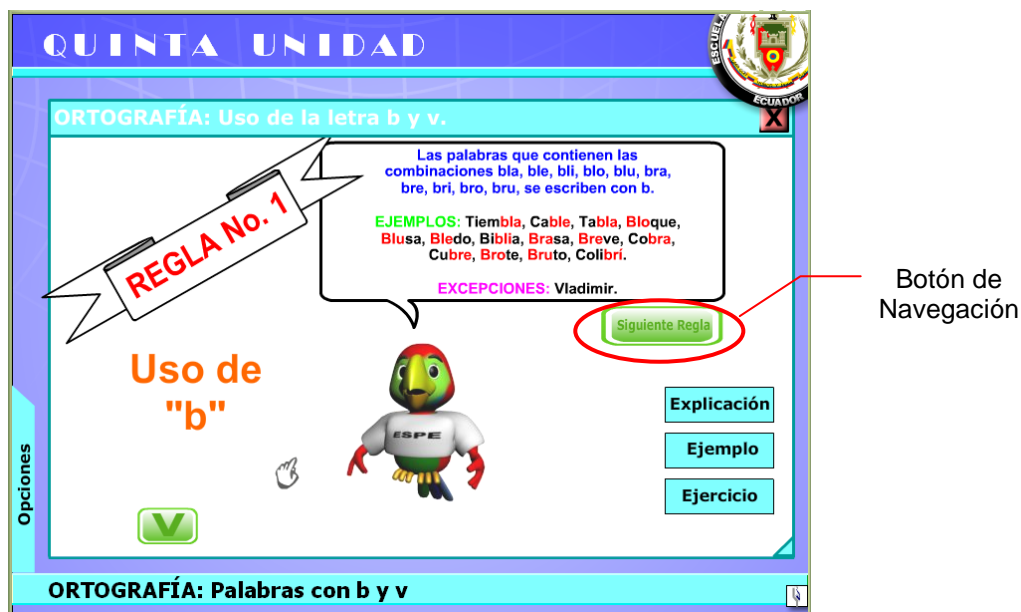 QUINTA UNIDAD
ESCUELA
ECUADOR
ORTOGRAFÍA: Uso de la letra b y v.
X
REGLA No. 1
Las palabras que contienen las
combinaciones bla, ble, bli, blo, blu, bra,
bre, bri, bro, bru, se escriben con b.
EJEMPLOS: Tiembla, Cable, Tabla, Bloque,
Blusa, Bledo, Biblia, Brasa, Breve, Cobra,
Cubre, Brote, Bruto, Colibrí.
EXCEPCIONES: Vladimir.
Siguiente Regla
Botón de
Navegación
Uso de
"b"
ESPE
Explicación
Ejemplo
Ejercicio
Opciones
V
ORTOGRAFÍA: Palabras con b y v